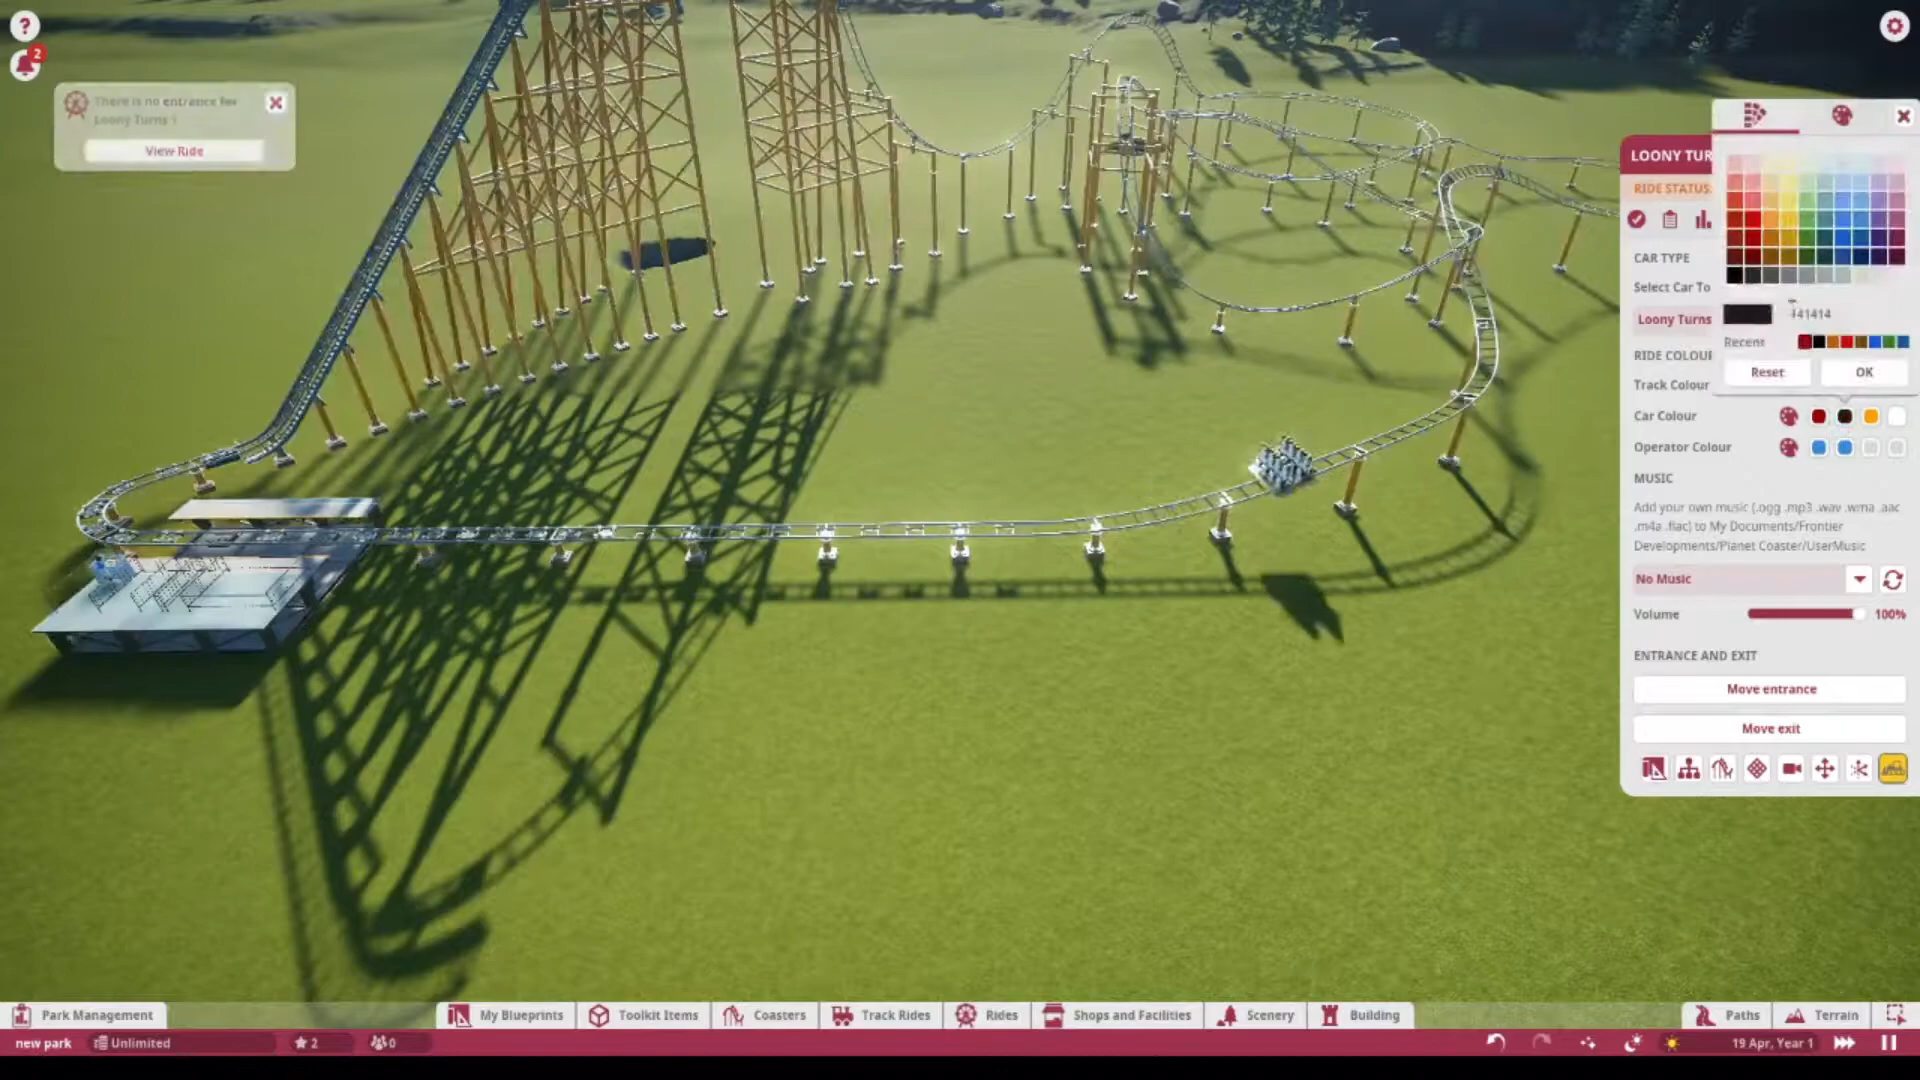 ?
2
There is no entrance for
Loony Turns 1
View Ride
LOONY TUR
RIDE STATUS:
CAR TYPE
Select Car To
Loony Turns
RIDE COLOUR
Track Colour
141414
Recent
Reset
OK
Car Colour
Operator Colour
MUSIC
Add your own music (.ogg .mp3 .wav .wma .aac
.m4a .flac) to My Documents/Frontier
Developments/Planet Coaster/UserMusic
No Music
Volume
100%
ENTRANCE AND EXIT
Move entrance
Move exit
Park Management
My Blueprints
Toolkit Items
Coasters
Track Rides
Rides
Shops and Facilities
Scenery
Building
Paths
Terrain
new park
Unlimited
2
0
19 Apr, Year 1